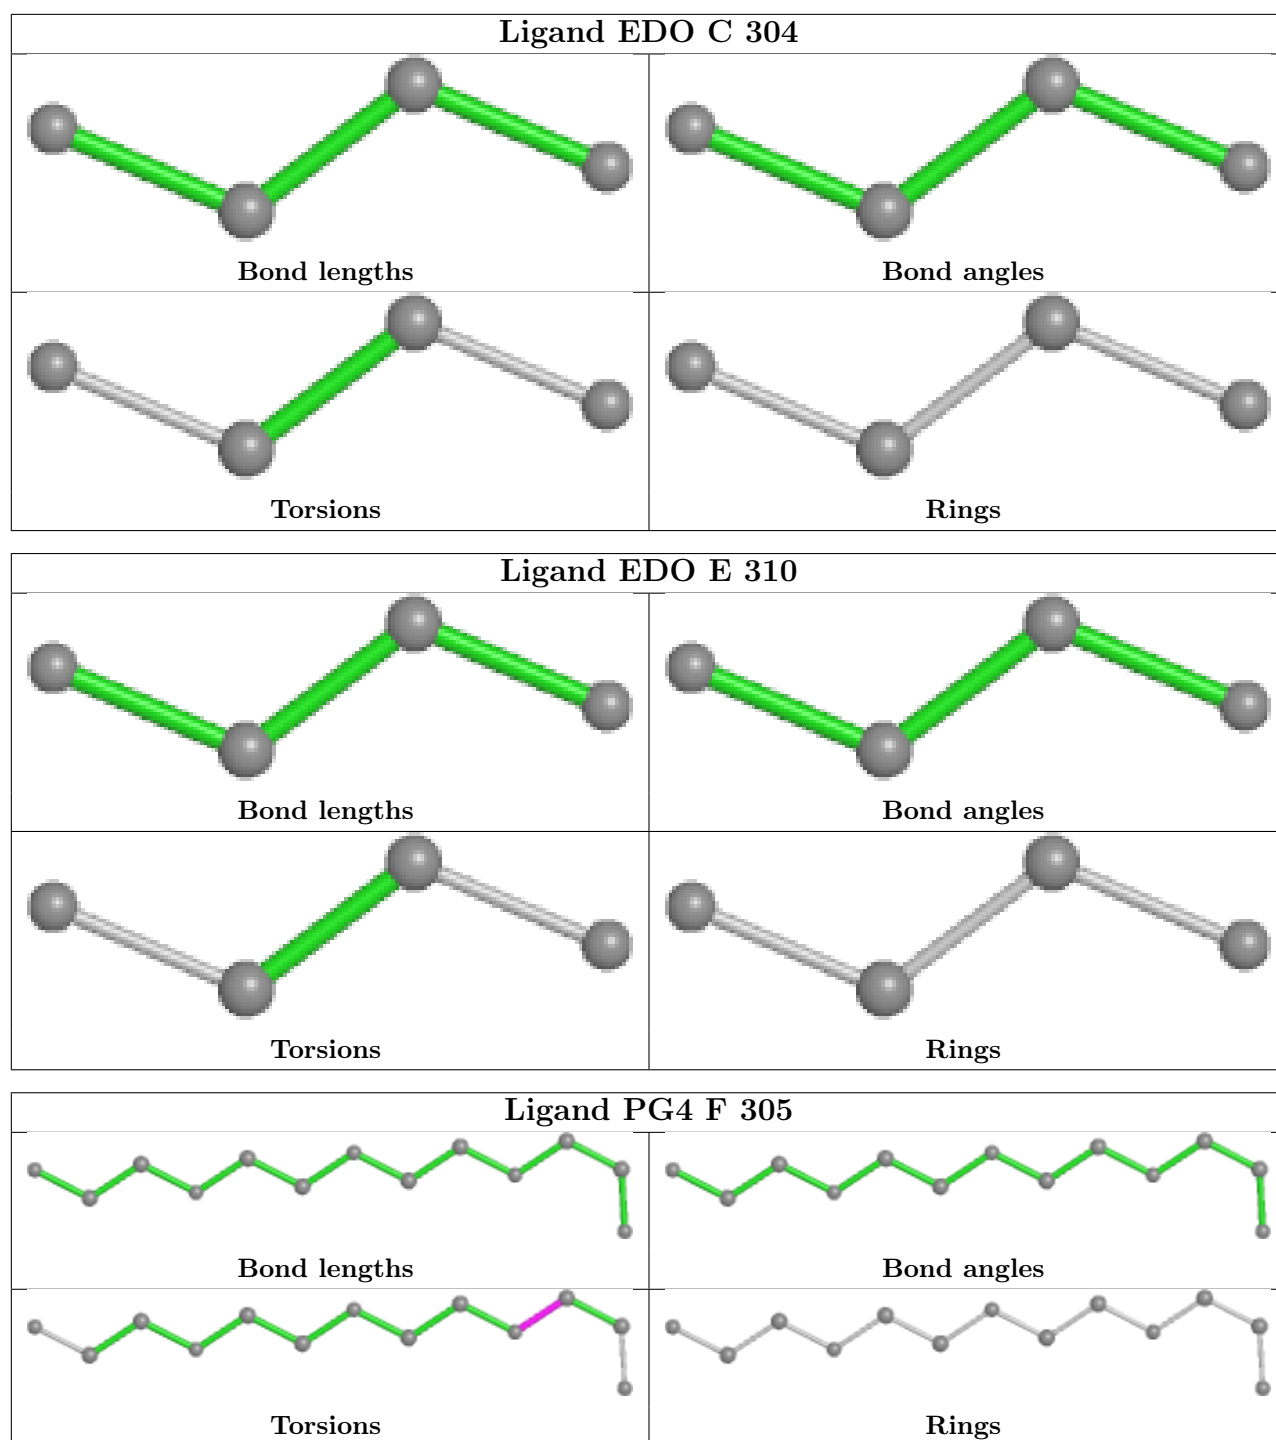 Ligand EDO C 304
Bond lengths
Bond angles
Torsions
Rings
Ligand EDO E 310
Bond lengths
Bond angles
Torsions
Rings
Ligand PG4 F 305
Bond lengths
Bond angles
Torsions
Rings